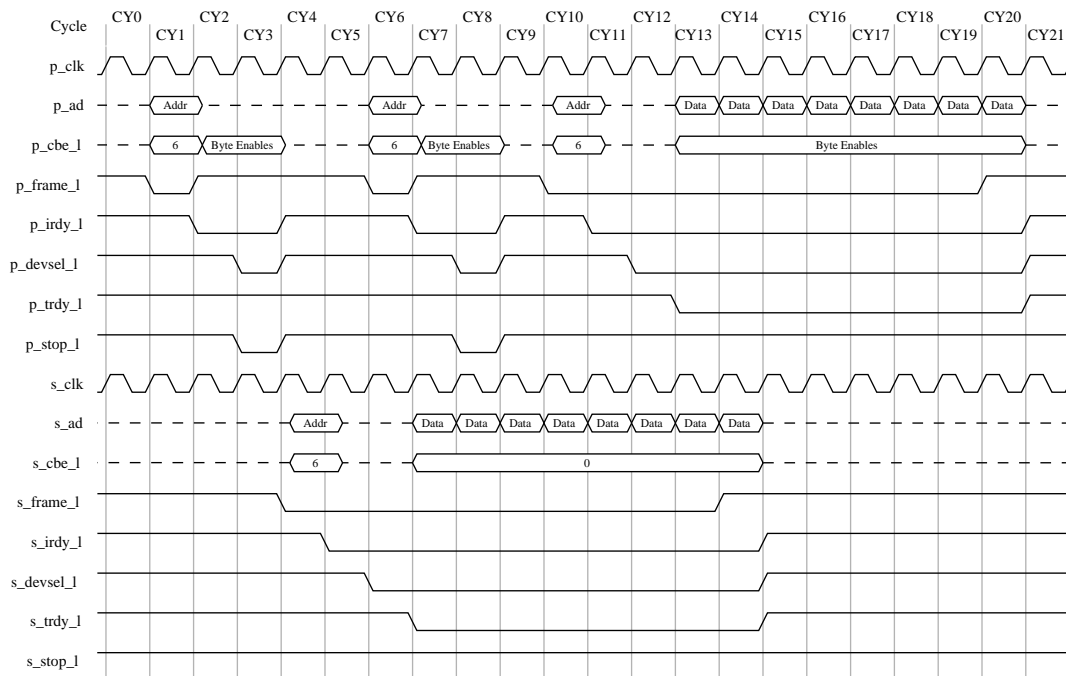 CY0 CY2 CY4 CY6 CY8 CY10 CY12 CY14 CY16 CY18 CY20
Cycle
CY1 CY3 CY5 CY7 CY9 CY11 CY13 CY15 CY17 CY19 CY21
p_clk
p_ad Addr Addr Addr Data Data Data Data Data Data Data Data
p_cbe_l 6 Byte Enables 6 Byte Enables 6 Byte Enables
p_frame_l
p_irdy_l
p_devsel_l
p_trdy_l
p_stop_l
s_clk
s_ad Addr Data Data Data Data Data Data Data Data
s_cbe_l 6 0
s_frame_l
s_irdy_l
s_devsel_l
s_trdy_l
s_stop_l